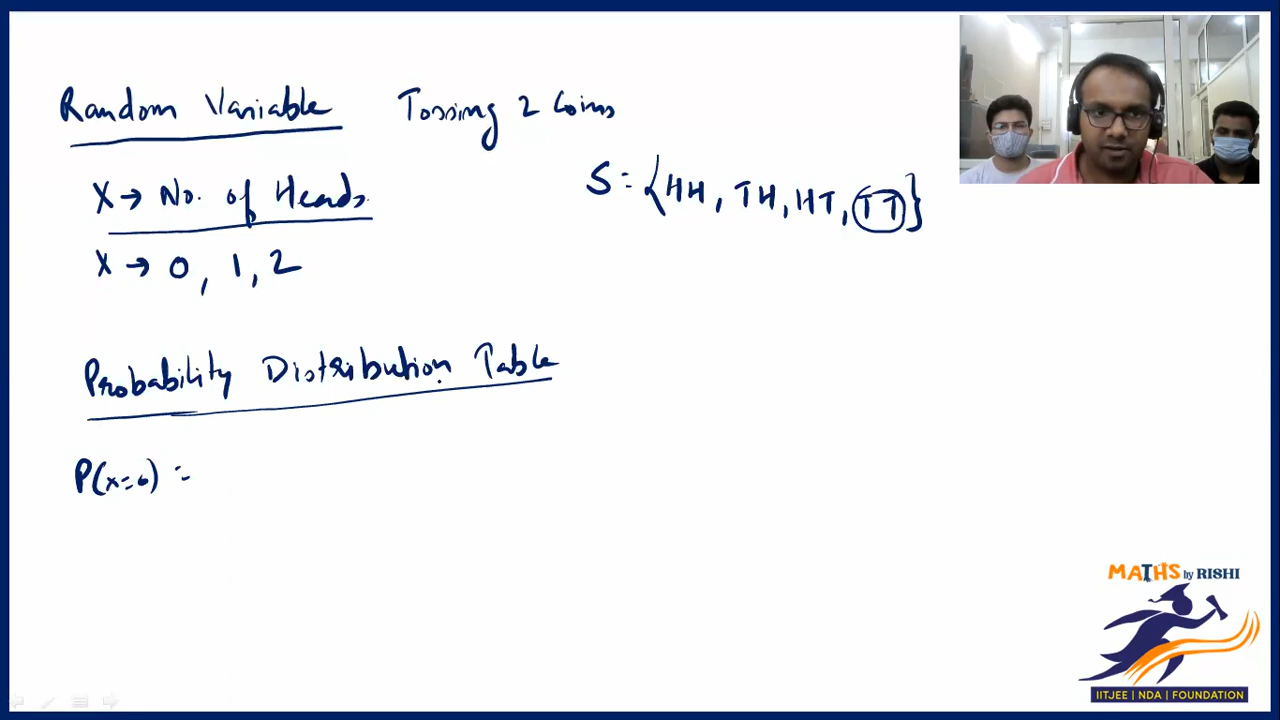 Random Variable Tossing 2 Coins
S = {HH, TH, HT, TT}
X → No. of Heads
X → 0, 1, 2
Probability Distribution Table
P(x=0) =
MATHS by RISHI
IITJEE | NDA | FOUNDATION